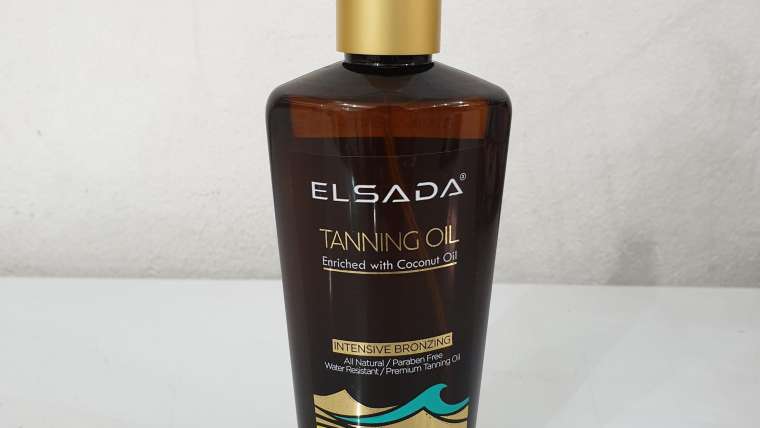 ELSADA®
TANNING OIL
Enriched with Coconut Oil
INTENSIVE BRONZING
All Natural / Paraben Free
Water Resistant / Premium Tanning Oil